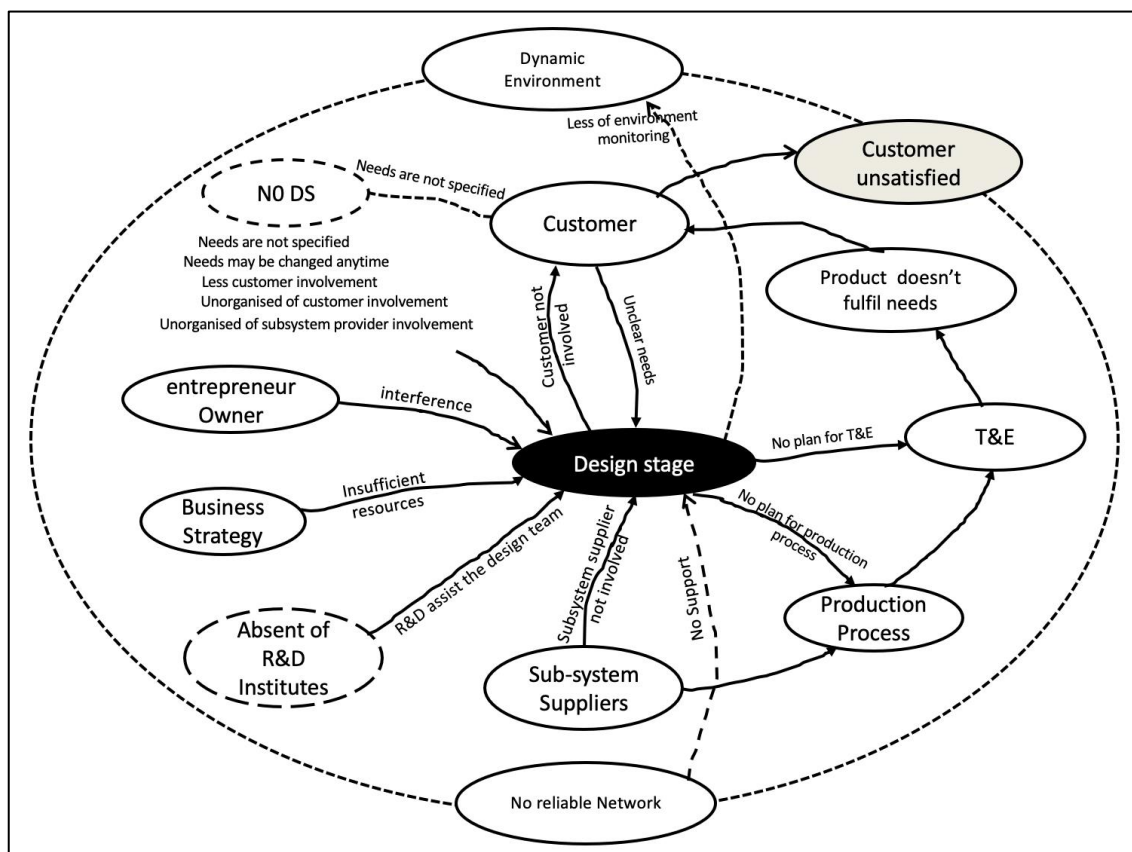 Dynamic
Environment
Less of environment
monitoring
Customer
unsatisfied
N0 DS
Needs are not specified
Customer
Needs are not specified
Needs may be changed anytime
Less customer involvement
Unorganised of customer involvement
Unorganised of subsystem provider involvement
Product doesn't
fulfil needs
Customer not
involved
Unclear needs
entrepreneur
Owner
interference
Design stage
No plan for T&E
T&E
Business
Strategy
Insufficient
resources
No plan for production
process
R&D assist the design team
Subsystem supplier
not involved
No Support
Production
Process
Absent of
R&D
Institutes
Sub-system
Suppliers
No reliable Network